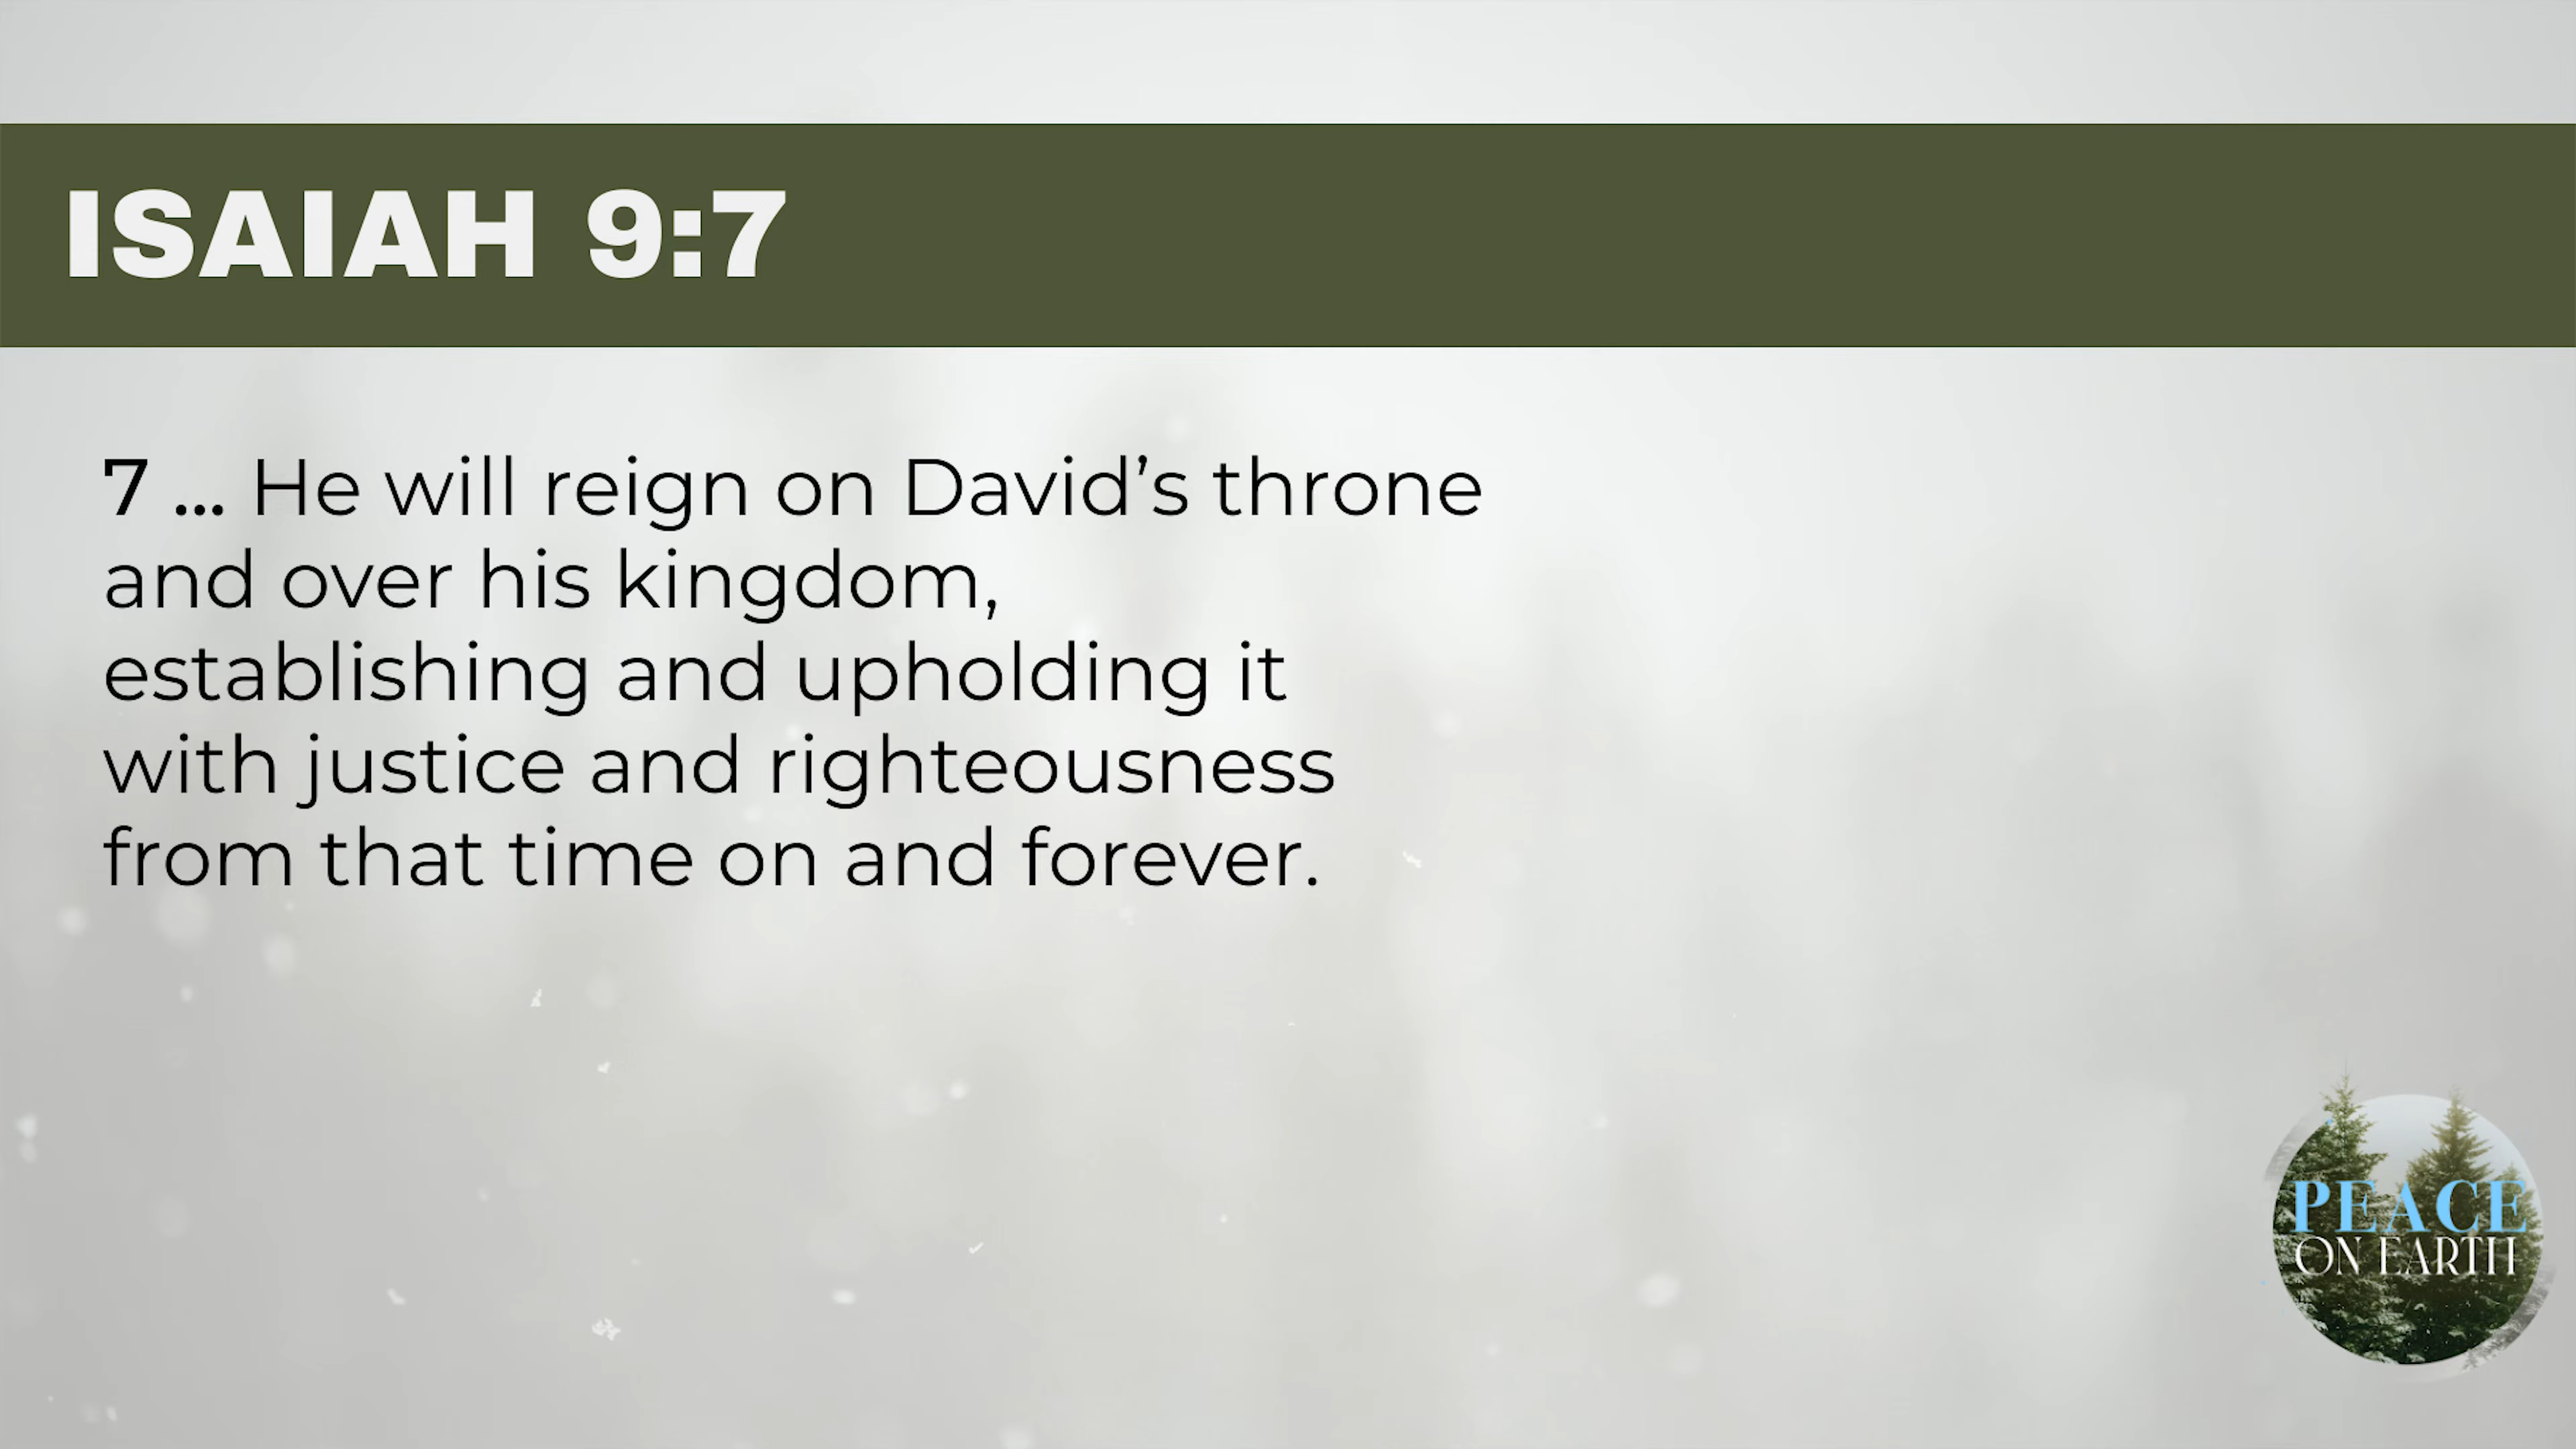 ISAIAH 9:7
7 ... He will reign on David’s throne
and over his kingdom,
establishing and upholding it
with justice and righteousness
from that time on and forever.
PEACE
ON EARTH